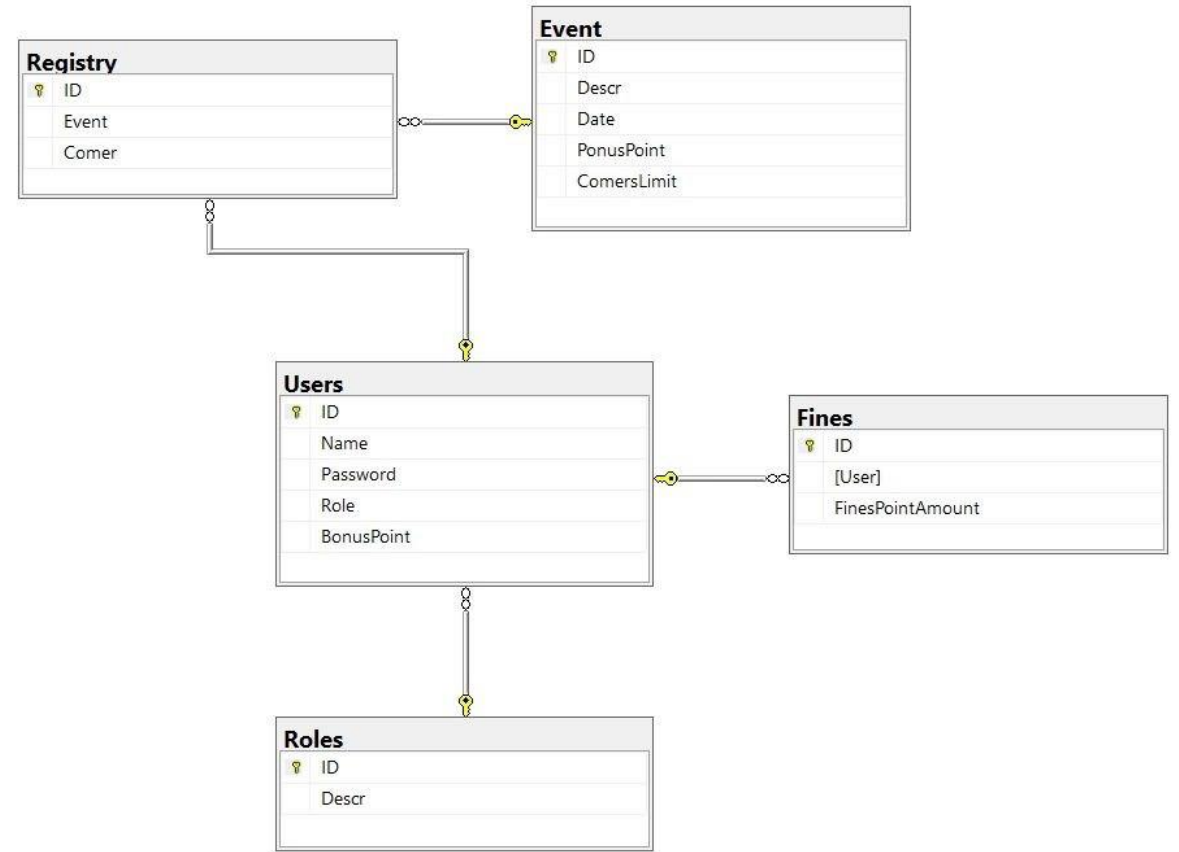 Registry
ID
Event
Comer
Event
ID
Descr
Date
PonusPoint
ComersLimit
Users
ID
Name
Password
Role
BonusPoint
Fines
ID
[User]
FinesPointAmount
Roles
ID
Descr